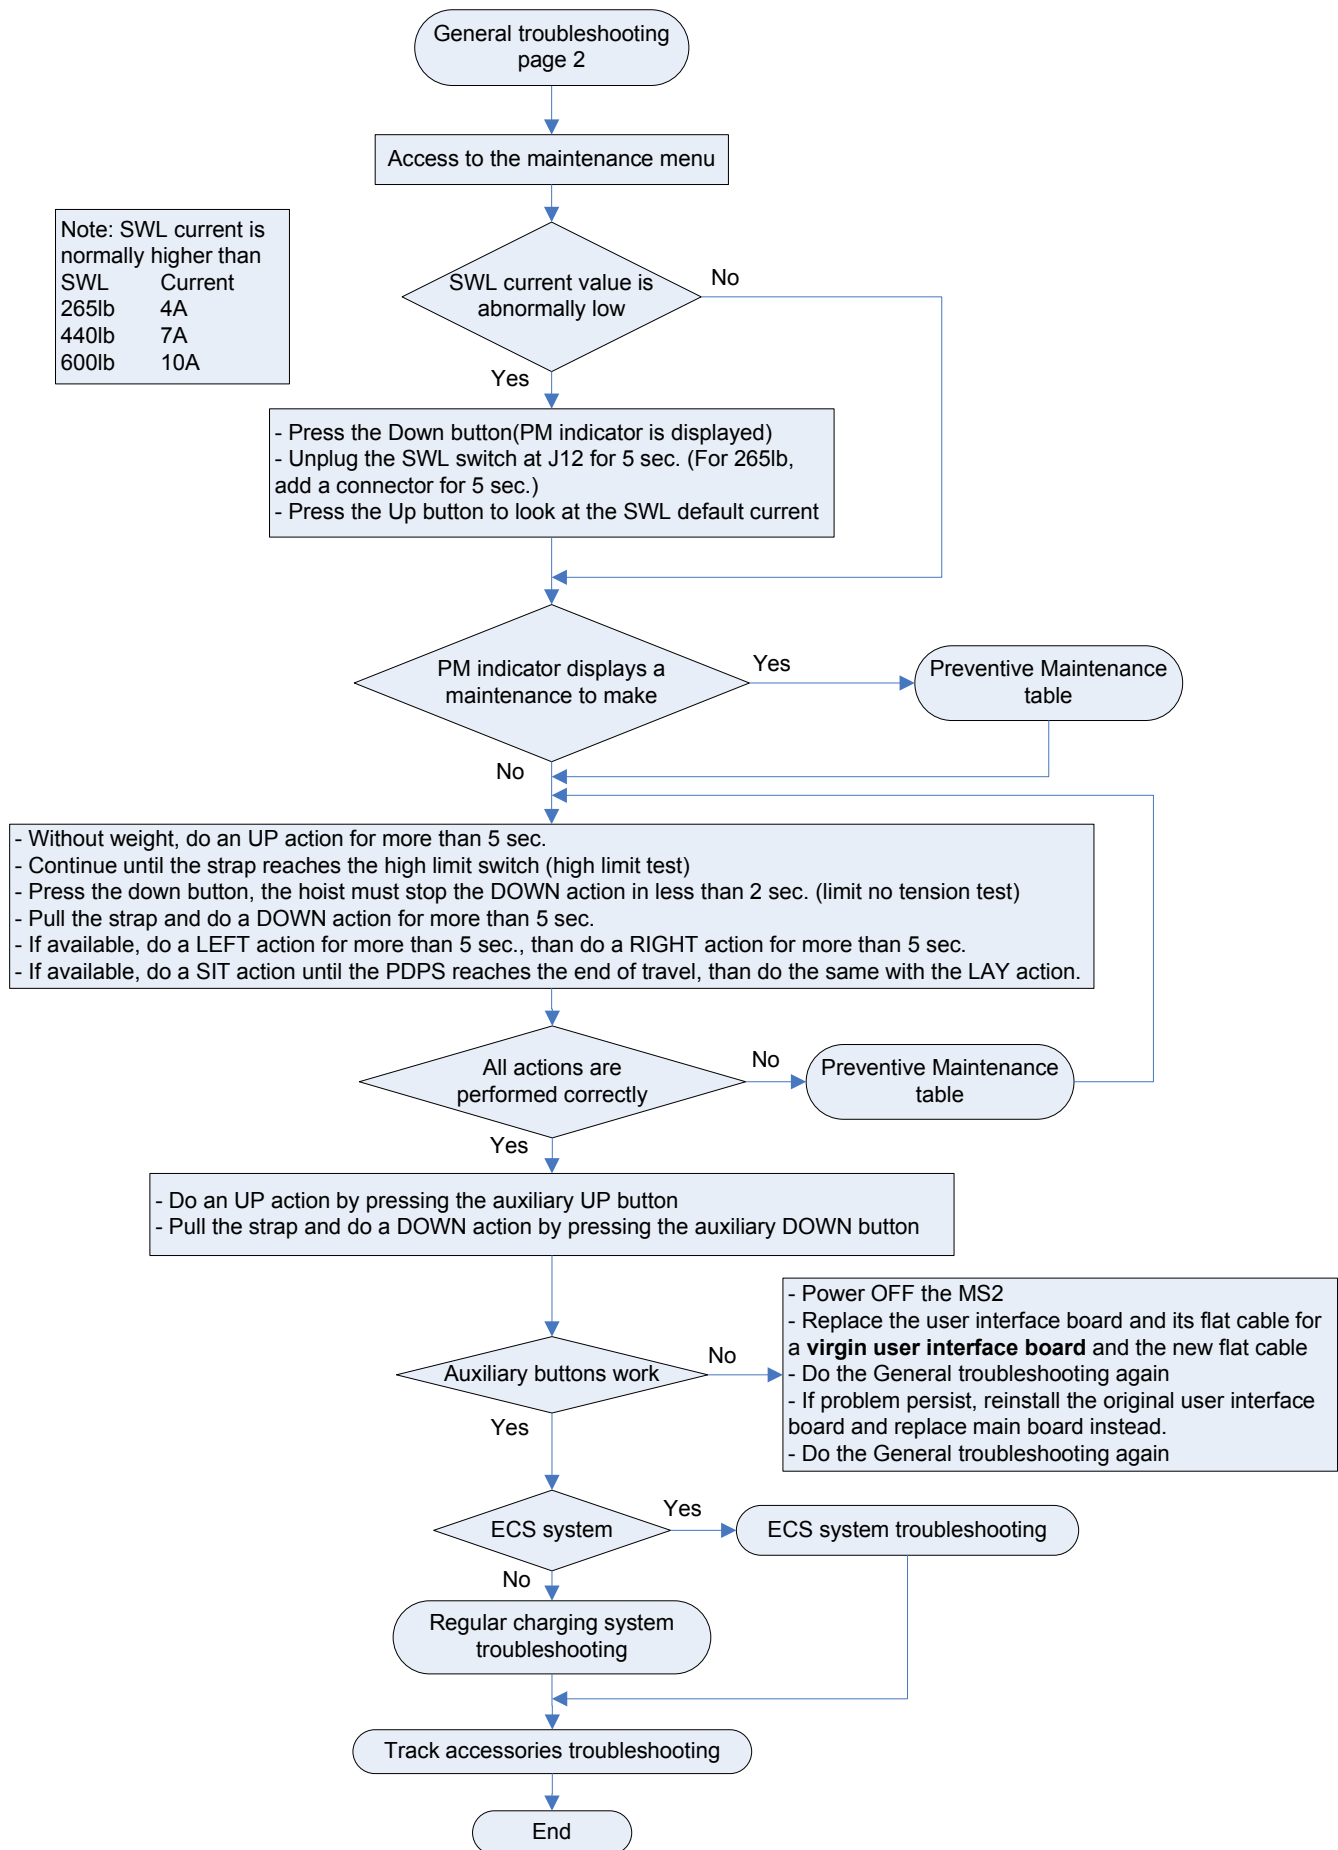 General troubleshooting
page 2
Access to the maintenance menu
Note: SWL current is
normally higher than
SWL Current
265lb 4A
440lb 7A
600lb 10A
SWL current value is
abnormally low
No
Yes
- Press the Down button(PM indicator is displayed)
- Unplug the SWL switch at J12 for 5 sec. (For 265lb,
add a connector for 5 sec.)
- Press the Up button to look at the SWL default current
PM indicator displays a
maintenance to make
Yes
Preventive Maintenance
table
No
- Without weight, do an UP action for more than 5 sec.
- Continue until the strap reaches the high limit switch (high limit test)
- Press the down button, the hoist must stop the DOWN action in less than 2 sec. (limit no tension test)
- Pull the strap and do a DOWN action for more than 5 sec.
- If available, do a LEFT action for more than 5 sec., than do a RIGHT action for more than 5 sec.
- If available, do a SIT action until the PDPS reaches the end of travel, than do the same with the LAY action.
All actions are
performed correctly
No
Preventive Maintenance
table
Yes
- Do an UP action by pressing the auxiliary UP button
- Pull the strap and do a DOWN action by pressing the auxiliary DOWN button
Auxiliary buttons work
No
- Power OFF the MS2
- Replace the user interface board and its flat cable for
a virgin user interface board and the new flat cable
- Do the General troubleshooting again
- If problem persist, reinstall the original user interface
board and replace main board instead.
- Do the General troubleshooting again
Yes
ECS system
Yes
ECS system troubleshooting
No
Regular charging system
troubleshooting
Track accessories troubleshooting
End